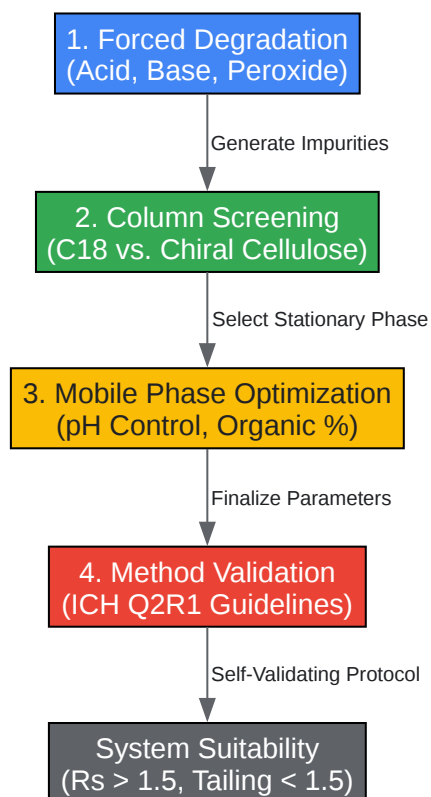 1. Forced Degradation
(Acid, Base, Peroxide)
Generate Impurities
2. Column Screening
(C18 vs. Chiral Cellulose)
Select Stationary Phase
3. Mobile Phase Optimization
(pH Control, Organic %)
Finalize Parameters
4. Method Validation
(ICH Q2R1 Guidelines)
Self-Validating Protocol
System Suitability
(Rs > 1.5, Tailing < 1.5)